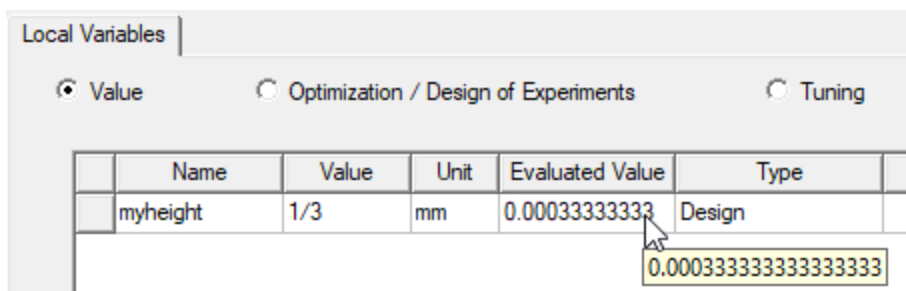 Local Variables
Value Optimization / Design of Experiments Tuning
Name Value Unit Evaluated Value Type
myheight 1/3 mm 0.00033333333 Design
0.000333333333333333